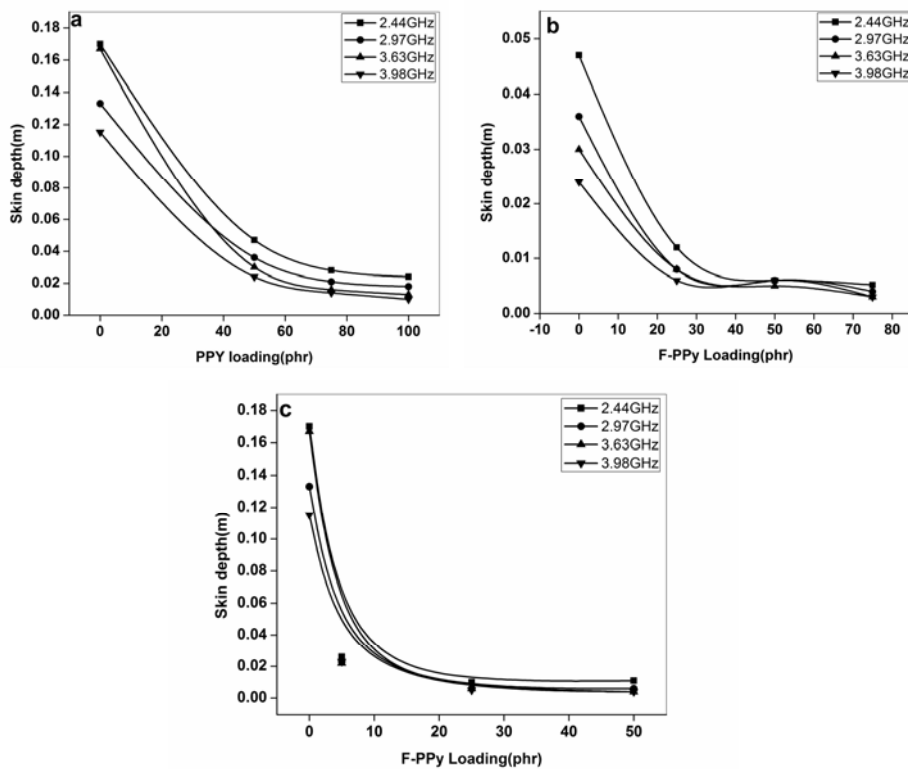 a
2.44GHz
2.97GHz
3.63GHz
3.98GHz
0.18
0.16
0.14
0.12
0.10
0.08
0.06
0.04
0.02
0.00
Skin depth(m)
0 20 40 60 80 100
PPY loading(phr)
b
2.44GHz
2.97GHz
3.63GHz
3.98GHz
0.05
0.04
0.03
0.02
0.01
0.00
Skin depth(m)
-10 0 10 20 30 40 50 60 70 80
F-PPy Loading(phr)
c
2.44GHz
2.97GHz
3.63GHz
3.98GHz
0.18
0.16
0.14
0.12
0.10
0.08
0.06
0.04
0.02
0.00
Skin depth(m)
0 10 20 30 40 50
F-PPy Loading(phr)